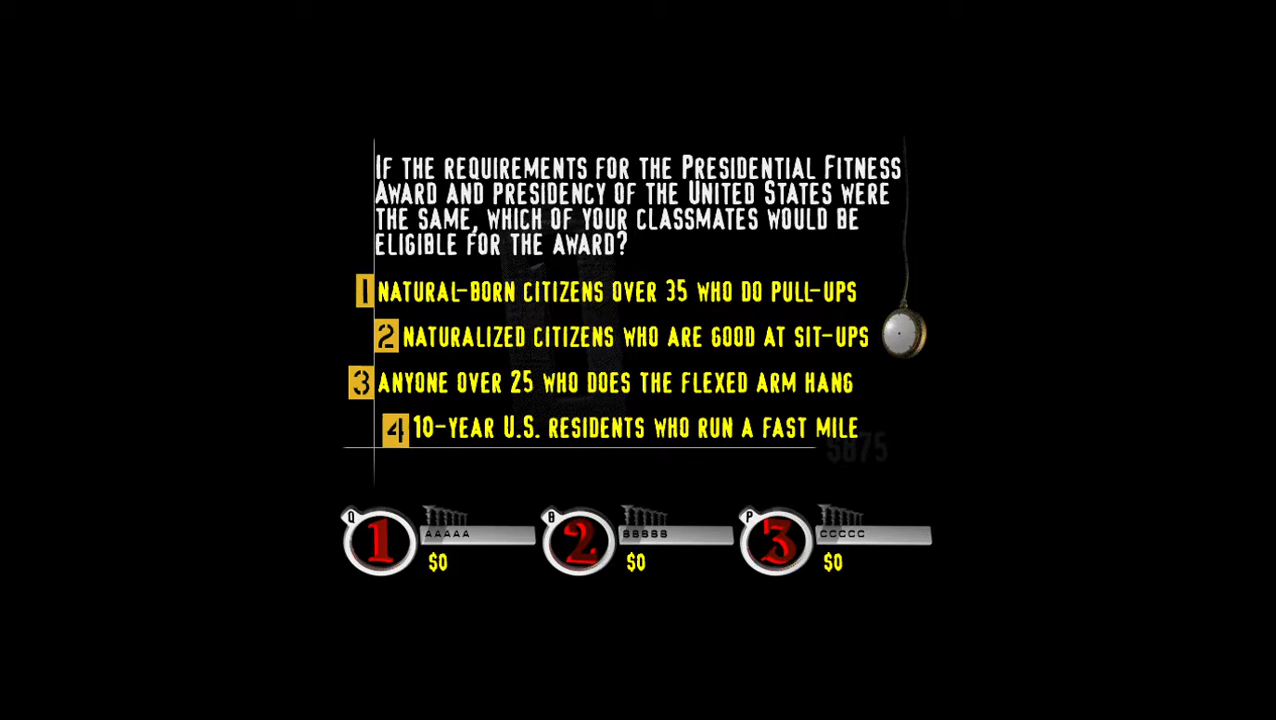 If the requirements for the Presidential Fitness
Award and presidency of the United States were
the same, which of your classmates would be
eligible for the award?
1 natural-born citizens over 35 who do pull-ups
2 naturalized citizens who are good at sit-ups
3 anyone over 25 who does the flexed arm hang
4 10-year U.S. residents who run a fast mile
$875
Q 1 AAAAA $0
B 2 BBBBB $0
P 3 CCCCC $0